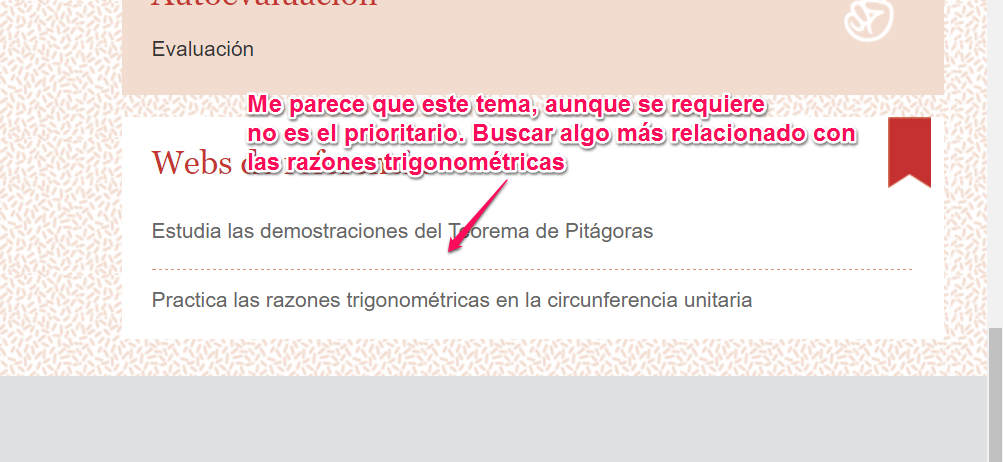 Autoevaluación
Evaluación
Me parece que este tema, aunque se requiere
no es el prioritario. Buscar algo más relacionado con
las razones trigonométricas
Webs
Estudia las demostraciones del Teorema de Pitágoras
Practica las razones trigonométricas en la circunferencia unitaria